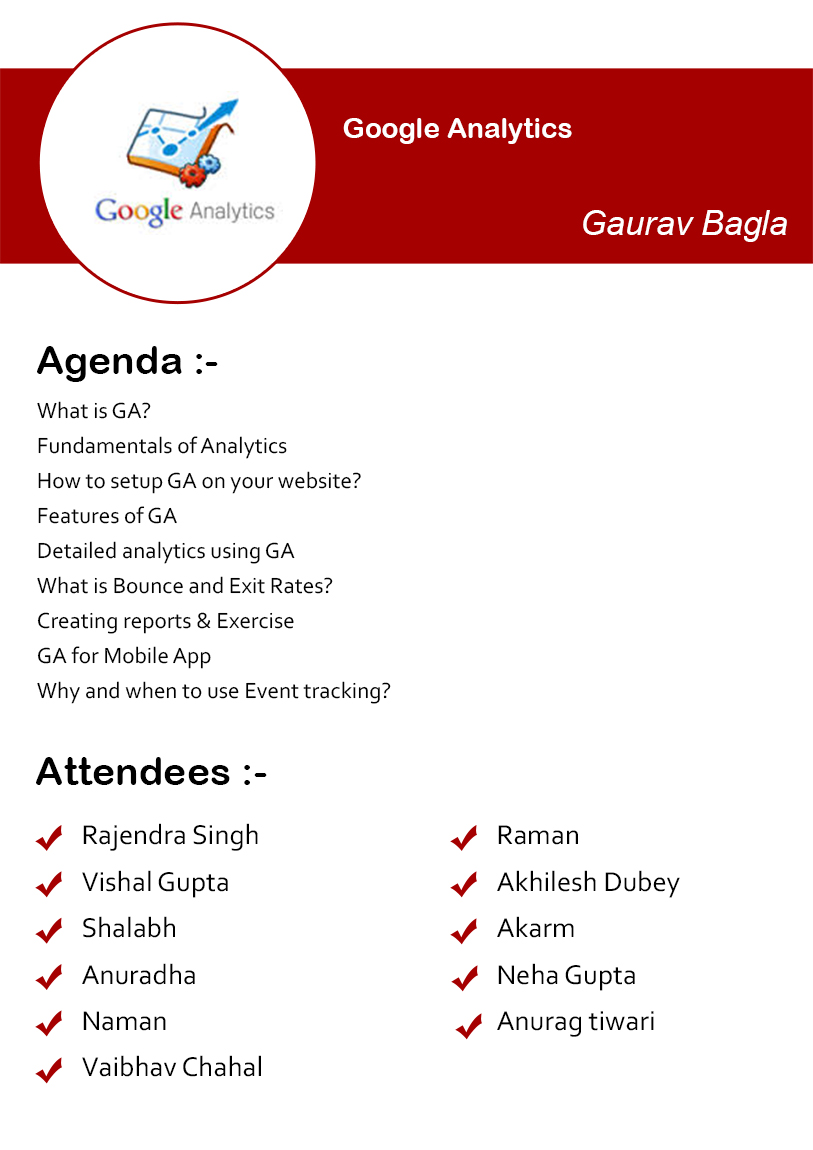 Google Analytics
Google Analytics
Gaurav Bagla
Agenda :-
What is GA?
Fundamentals of Analytics
How to setup GA on your website?
Features of GA
Detailed analytics using GA
What is Bounce and Exit Rates?
Creating reports & Exercise
GA for Mobile App
Why and when to use Event tracking?
Attendees :-
Rajendra Singh
Vishal Gupta
Shalabh
Anuradha
Naman
Vaibhav Chahal
Raman
Akhilesh Dubey
Akarm
Neha Gupta
Anurag tiwari